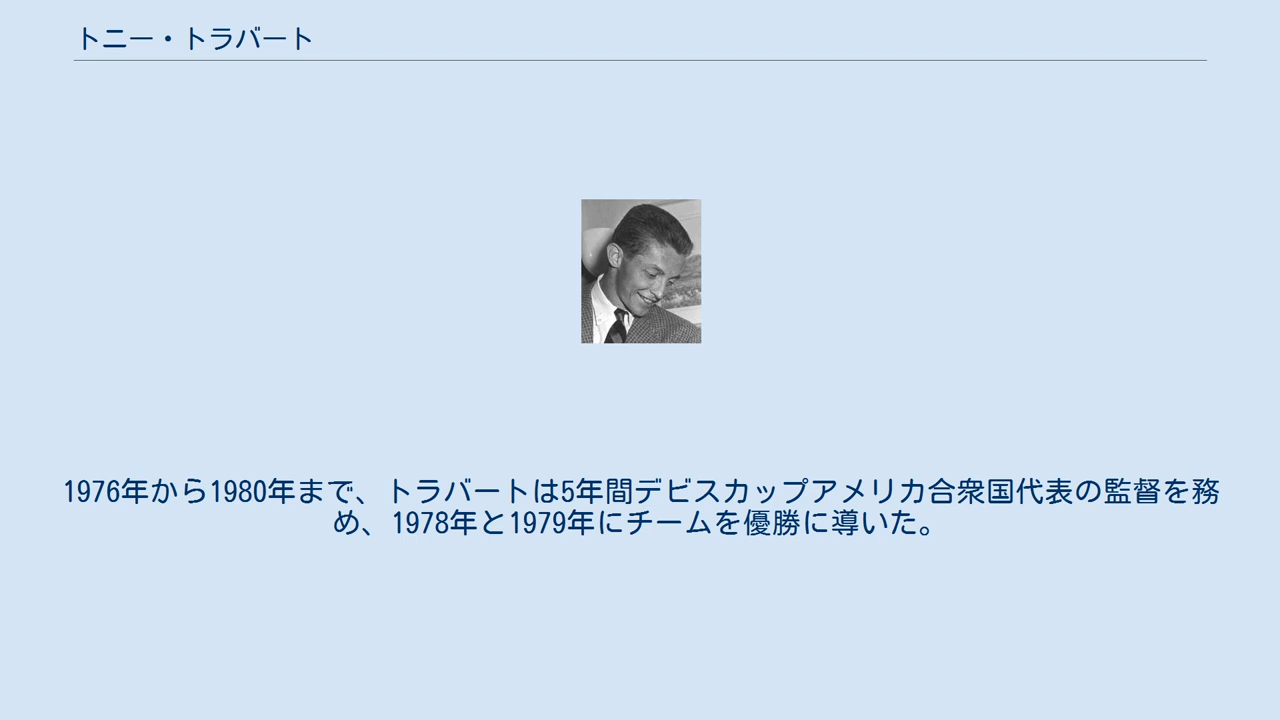 トニー・トラバート
1976年から1980年まで、トラバートは5年間デビスカップアメリカ合衆国代表の監督を務
め、1978年と1979年にチームを優勝に導いた。